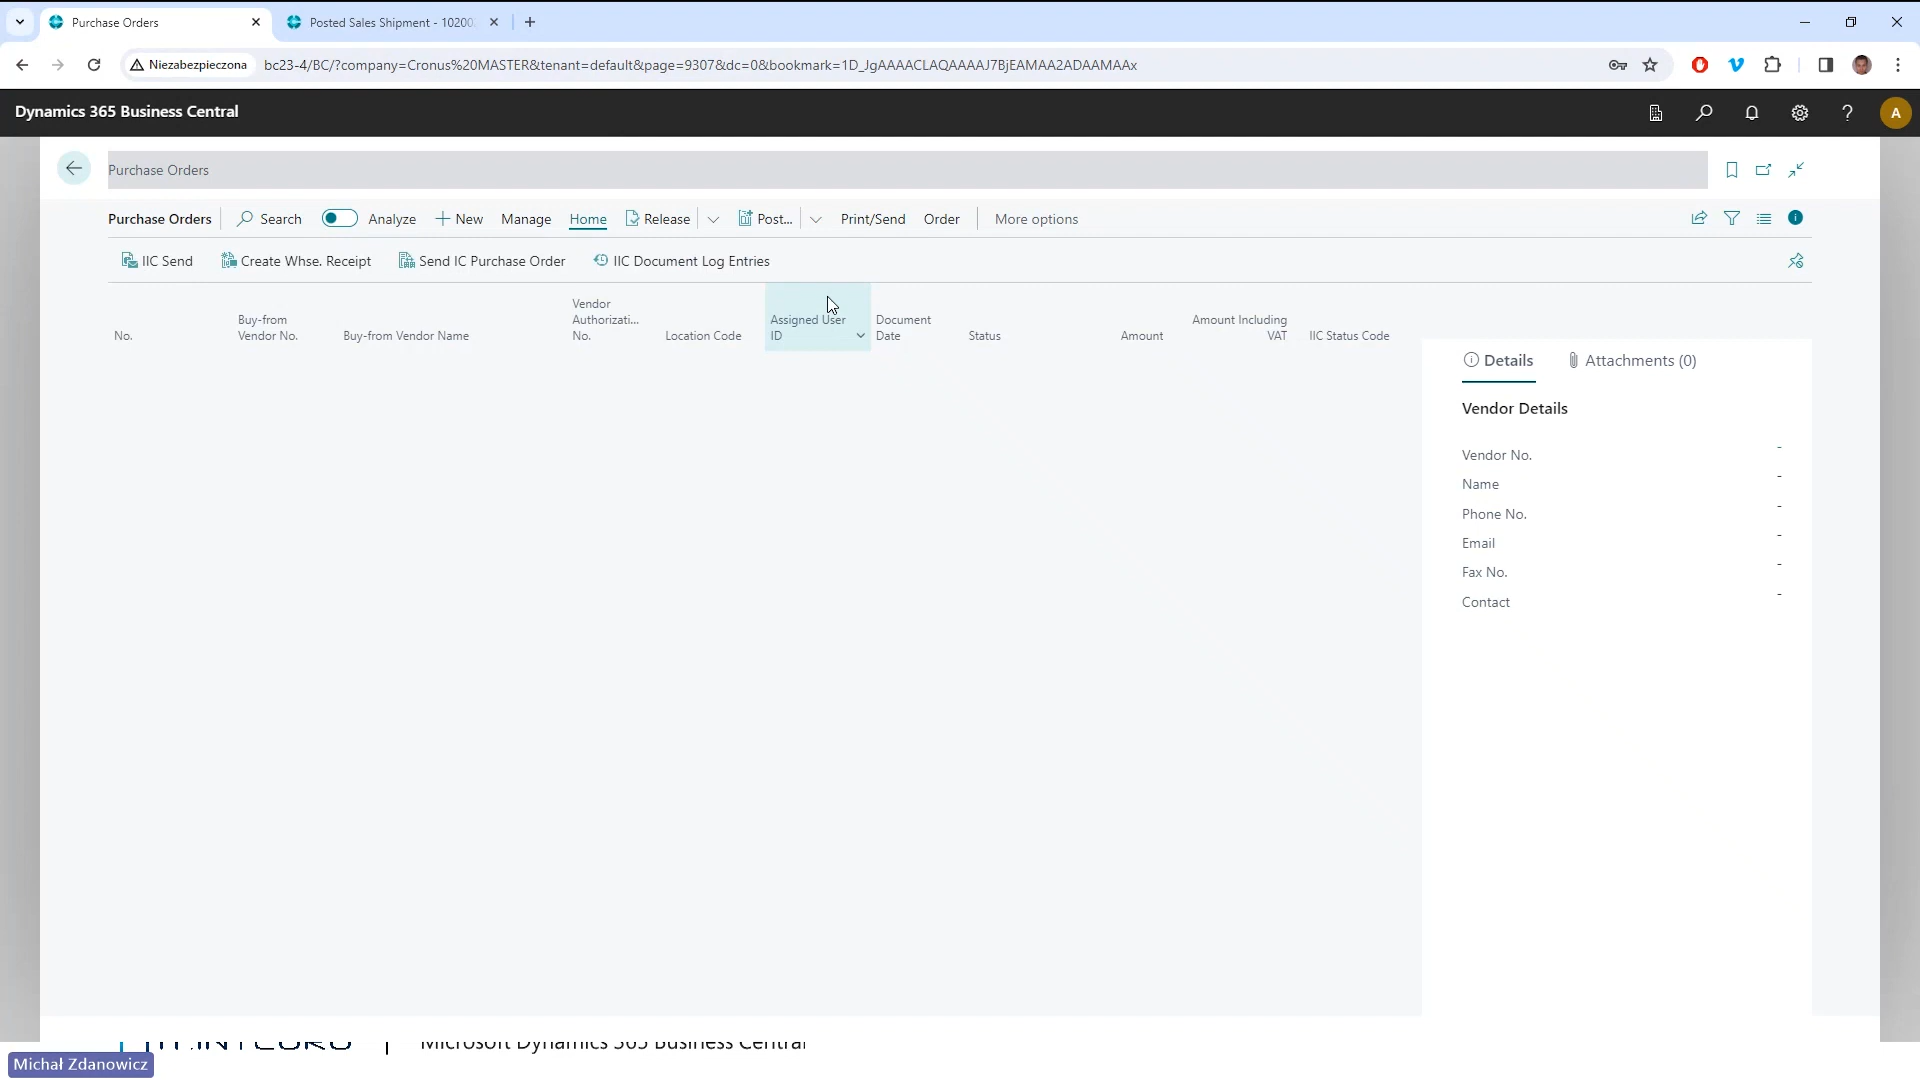 Purchase Orders
Posted Sales Shipment - 10200
Niezabezpieczona
bc23-4/BC/?company=Cronus%20MASTER&tenant=default&page=9307&dc=0&bookmark=1D_JgAAAACLAQAAAAJ7BjEAMAA2ADAAMAAx
Dynamics 365 Business Central
A
Purchase Orders
Purchase Orders
Search
Analyze
New
Manage
Home
Release
Post...
Print/Send
Order
More options
IIC Send
Create Whse. Receipt
Send IC Purchase Order
IIC Document Log Entries
No.
Buy-from
Vendor No.
Buy-from Vendor Name
Vendor
Authorizati...
No.
Location Code
Assigned User
ID
Document
Date
Status
Amount
Amount Including
VAT
IIC Status Code
Details
Attachments (0)
Vendor Details
Vendor No. -
Name -
Phone No. -
Email -
Fax No. -
Contact -
Microsoft Dynamics 365 Business Central
Michał Zdanowicz